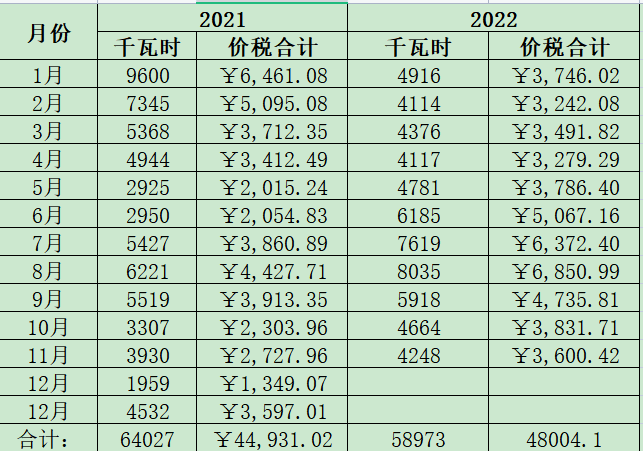 月份 2021 2022
千瓦时 价税合计 千瓦时 价税合计
1月 9600 ￥6,461.08 4916 ￥3,746.02
2月 7345 ￥5,095.08 4114 ￥3,242.08
3月 5368 ￥3,712.35 4376 ￥3,491.82
4月 4944 ￥3,412.49 4117 ￥3,279.29
5月 2925 ￥2,015.24 4781 ￥3,786.40
6月 2950 ￥2,054.83 6185 ￥5,067.16
7月 5427 ￥3,860.89 7619 ￥6,372.40
8月 6221 ￥4,427.71 8035 ￥6,850.99
9月 5519 ￥3,913.35 5918 ￥4,735.81
10月 3307 ￥2,303.96 4664 ￥3,831.71
11月 3930 ￥2,727.96 4248 ￥3,600.42
12月 1959 ￥1,349.07
12月 4532 ￥3,597.01
合计： 64027 ￥44,931.02 58973 48004.1